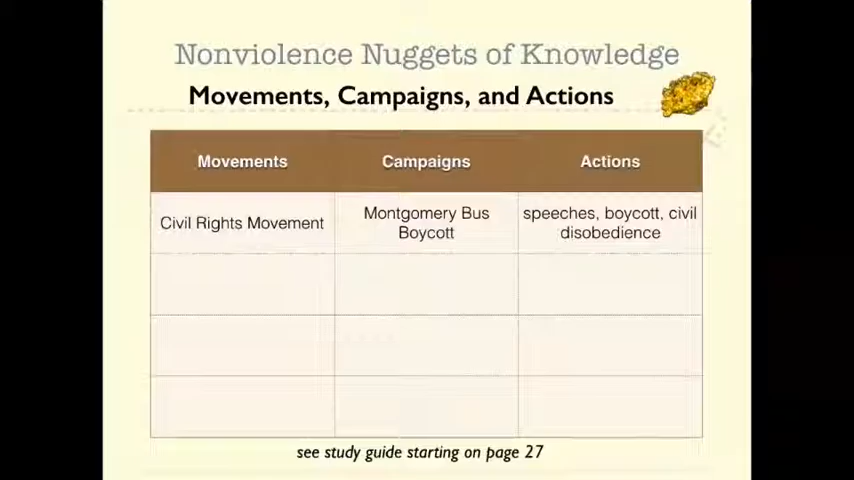 Nonviolence Nuggets of Knowledge
Movements, Campaigns, and Actions
Movements Campaigns Actions
Civil Rights Movement
Montgomery Bus
Boycott
speeches, boycott, civil
disobedience
see study guide starting on page 27